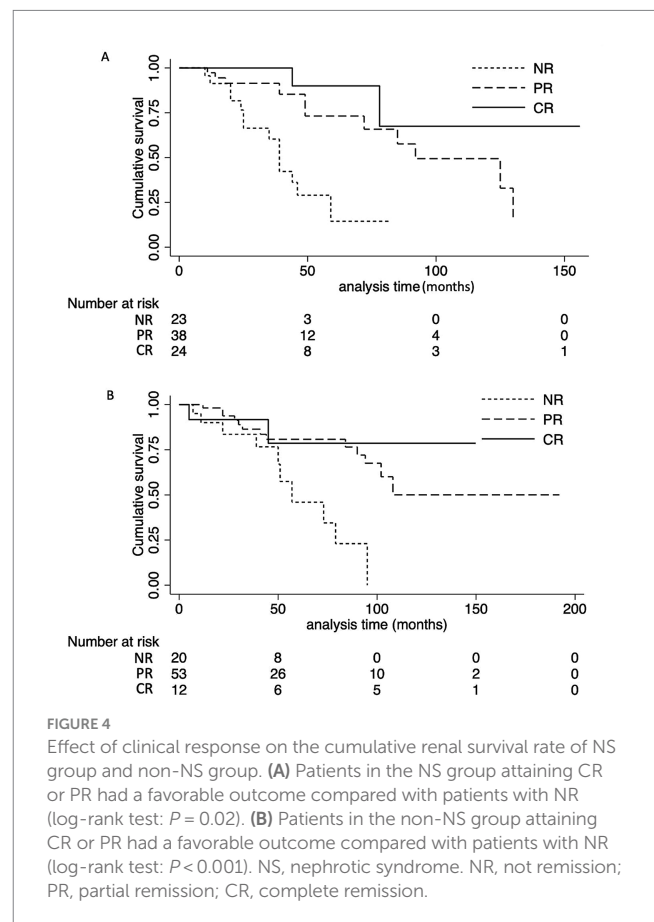 A
NR
PR
CR
Cumulative survival
0.00 0.25 0.50 0.75 1.00
0 50 100 150
analysis time (months)
Number at risk
NR 23 3 0 0
PR 38 12 4 0
CR 24 8 3 1
B
NR
PR
CR
Cumulative survival
0.00 0.25 0.50 0.75 1.00
0 50 100 150 200
analysis time (months)
Number at risk
NR 20 8 0 0 0
PR 53 26 10 2 0
CR 12 6 5 1 0
FIGURE 4
Effect of clinical response on the cumulative renal survival rate of NS
group and non-NS group. (A) Patients in the NS group attaining CR
or PR had a favorable outcome compared with patients with NR
(log-rank test: P = 0.02). (B) Patients in the non-NS group attaining
CR or PR had a favorable outcome compared with patients with NR
(log-rank test: P < 0.001). NS, nephrotic syndrome. NR, not remission;
PR, partial remission; CR, complete remission.